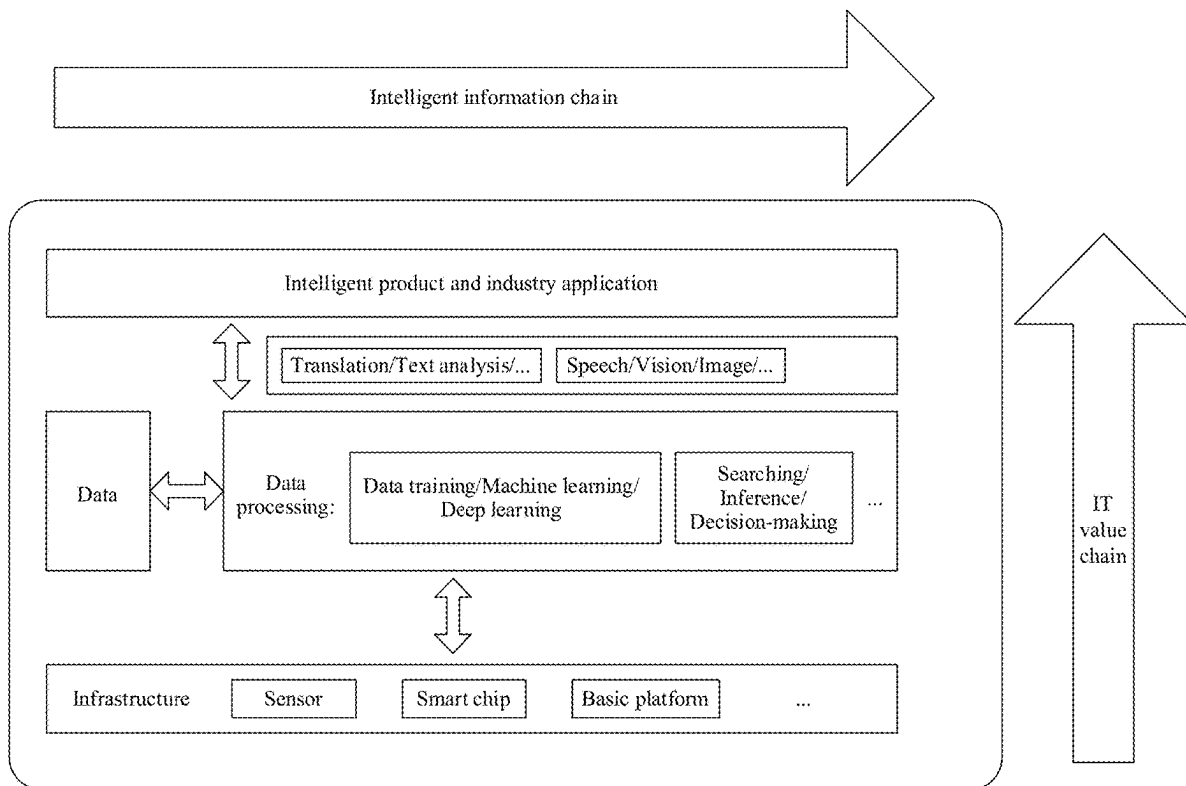 Intelligent information chain
Intelligent product and industry application
Translation/Text analysis/...
Speech/Vision/Image/...
Data
Data
processing:
Data training/Machine learning/
Deep learning
Searching/
Inference/
Decision-making
...
IT
value
chain
Infrastructure
Sensor
Smart chip
Basic platform
...